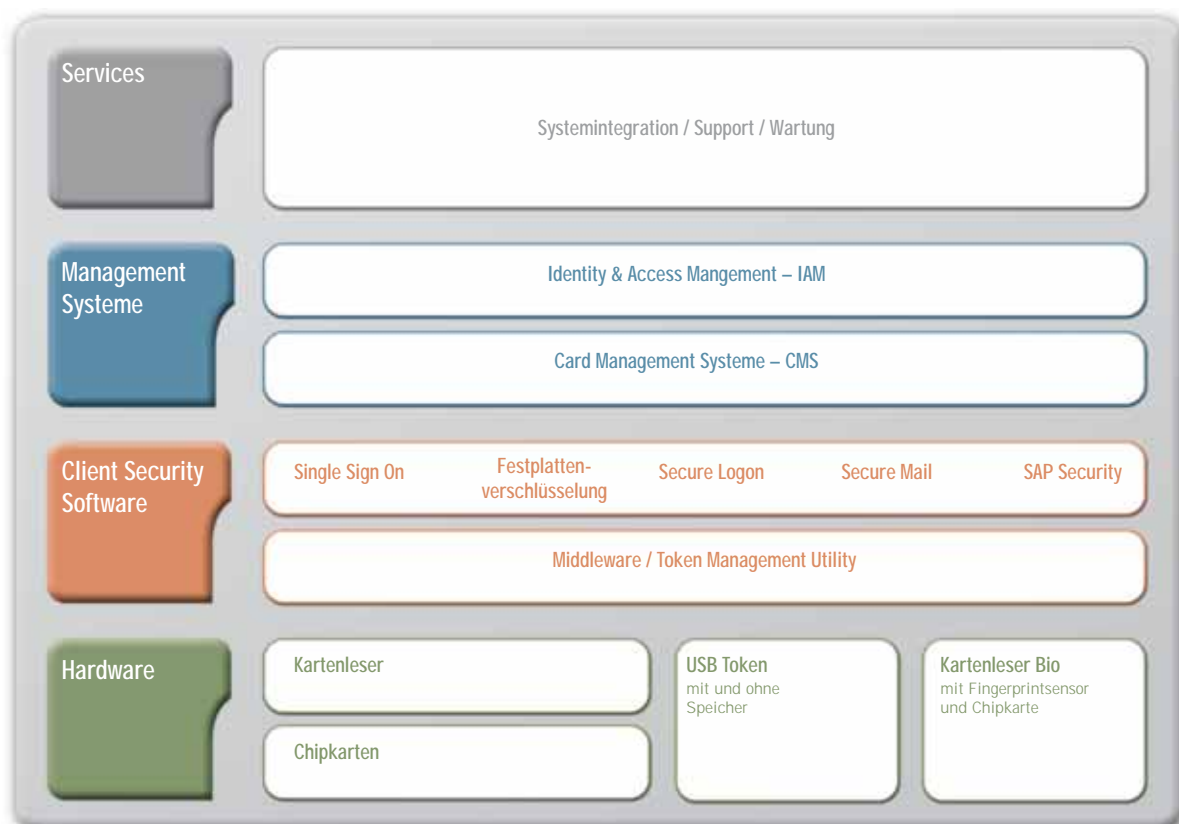 Services
Systemintegration / Support / Wartung
Management
Systeme
Identity & Access Mangement – IAM
Card Management Systeme – CMS
Client Security
Software
Single Sign On
Festplatten-
verschlüsselung
Secure Logon
Secure Mail
SAP Security
Middleware / Token Management Utility
Hardware
Kartenleser
Chipkarten
USB Token
mit und ohne
Speicher
Kartenleser Bio
mit Fingerprintsensor
und Chipkarte